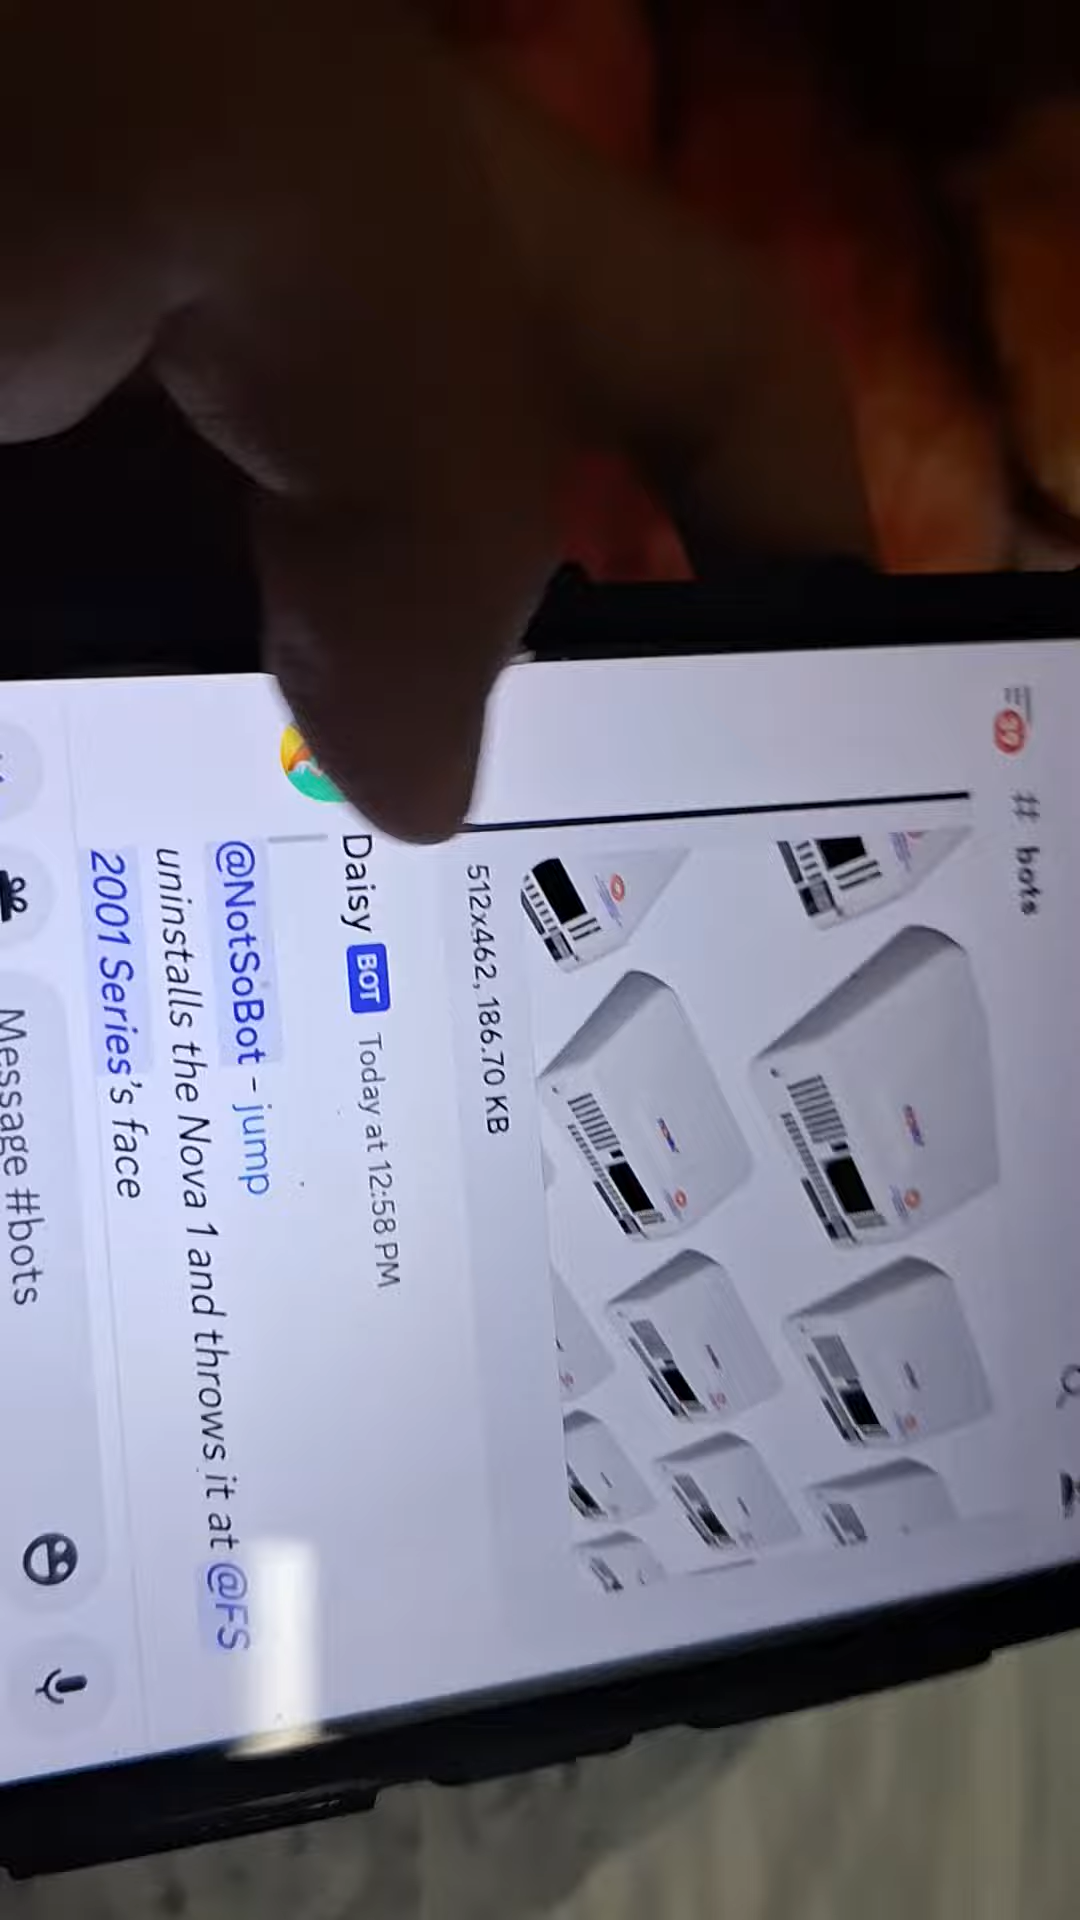 39
# bots
512x462, 186.70 KB
Daisy BOT Today at 12:58 PM
@NotSoBot - jump
uninstalls the Nova 1 and throws it at @FS
2001 Series's face
Message #bots